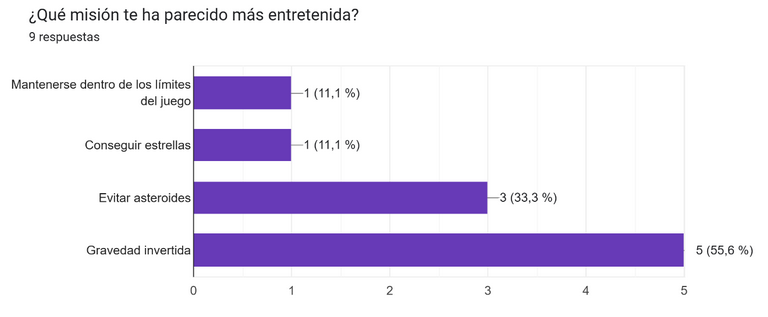 ¿Qué misión te ha parecido más entretenida?
9 respuestas
Mantenerse dentro de los límites
del juego
1 (11,1 %)
Conseguir estrellas
1 (11,1 %)
Evitar asteroides
3 (33,3 %)
Gravedad invertida
5 (55,6 %)
0 1 2 3 4 5